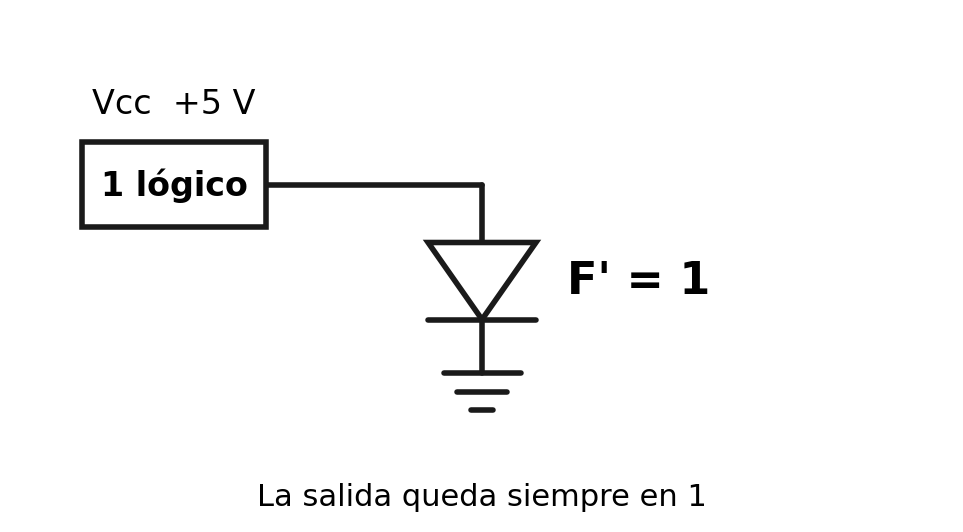 Vcc  +5 V
1 lógico
F' = 1
La salida queda siempre en 1